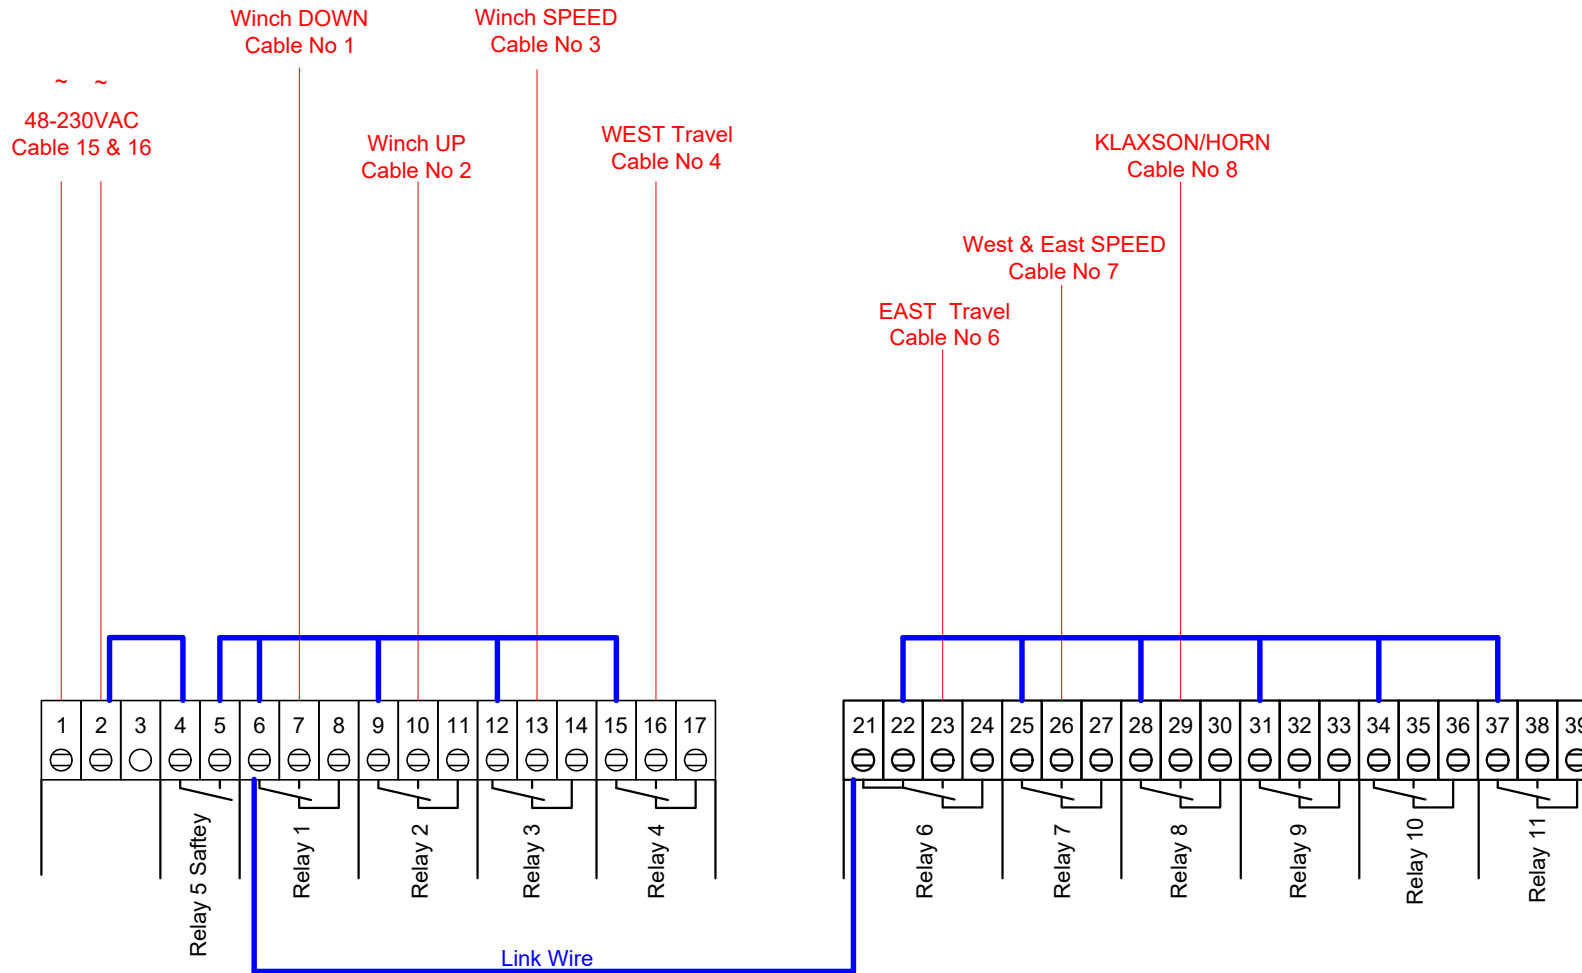 Winch DOWN
Cable No 1
Winch SPEED
Cable No 3
~ ~
48-230VAC
Cable 15 & 16
Winch UP
Cable No 2
WEST Travel
Cable No 4
KLAXSON/HORN
Cable No 8
West & East SPEED
Cable No 7
EAST Travel
Cable No 6
1 2 3 4 5 6 7 8 9 10 11 12 13 14 15 16 17
21 22 23 24 25 26 27 28 29 30 31 32 33 34 35 36 37 38 39
Relay 5 Saftey
Relay 1
Relay 2
Relay 3
Relay 4
Relay 6
Relay 7
Relay 8
Relay 9
Relay 10
Relay 11
Link Wire